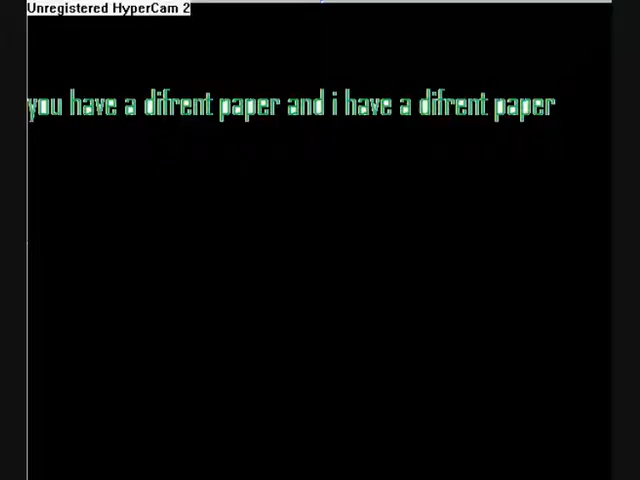 Unregistered HyperCam 2
you have a difrent paper and i have a difrent paper